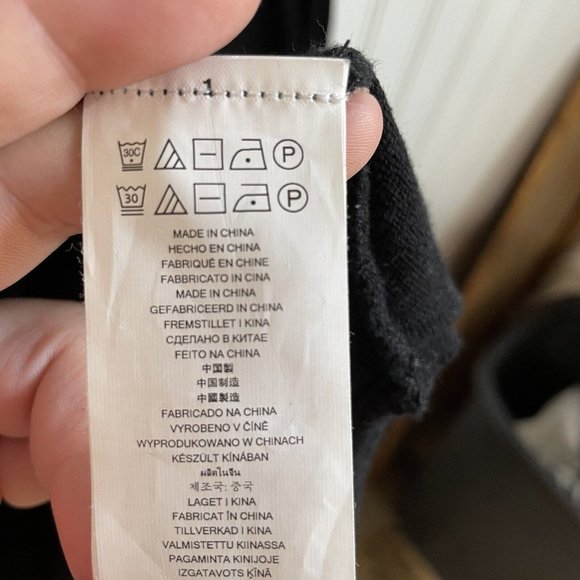 1
30C P
30 P
MADE IN CHINA
HECHO EN CHINA
FABRIQUÉ EN CHINE
FABBRICATO IN CINA
MADE IN CHINA
GEFABRICEERD IN CHINA
FREMSTILLET I KINA
СДЕЛАНО В КИТАЕ
FEITO NA CHINA
中国製
中国制造
中國製造
FABRICADO NA CHINA
VYROBENO V ČÍNĚ
WYPRODUKOWANO W CHINACH
KÉSZÜLT KÍNÁBAN
ผลิตในจีน
제조국: 중국
LAGET I KINA
FABRICAT ÎN CHINA
TILLVERKAD I KINA
VALMISTETTU KIINASSA
PAGAMINTA KINIJOJE
IZGATAVOTS ĶĪNĀ